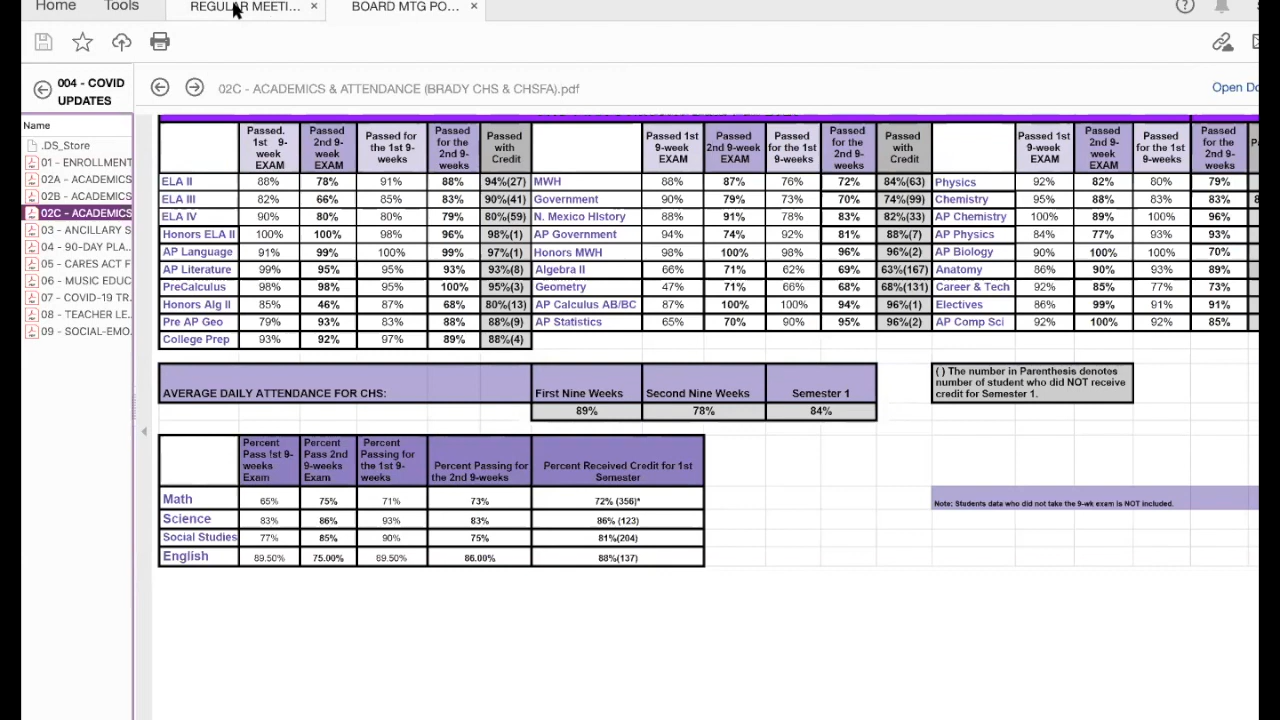 Home Tools REGULAR MEETI... × BOARD MTG PO... ×
004 - COVID UPDATES
02C - ACADEMICS & ATTENDANCE (BRADY CHS & CHSFA).pdf
Open Do
Name
.DS_Store
01 - ENROLLMENT
02A - ACADEMICS
02B - ACADEMICS
02C - ACADEMICS
03 - ANCILLARY S
04 - 90-DAY PLA...
05 - CARES ACT F
06 - MUSIC EDUC
07 - COVID-19 TR.
08 - TEACHER LE..
09 - SOCIAL-EMO.
Passed. 1st 9-week EXAM Passed 2nd 9-week EXAM Passed for the 1st 9-weeks Passed for the 2nd 9-weeks Passed with Credit Passed 1st 9-week EXAM Passed 2nd 9-week EXAM Passed for the 1st 9-weeks Passed for the 2nd 9-weeks Passed with Credit Passed 1st 9-week EXAM Passed 2nd 9-week EXAM Passed for the 1st 9-weeks Passed for the 2nd 9-weeks
ELA II 88% 78% 91% 88% 94%(27) MWH 88% 87% 76% 72% 84%(63) Physics 92% 82% 80% 79%
ELA III 82% 66% 85% 83% 90%(41) Government 90% 79% 73% 70% 74%(99) Chemistry 95% 88% 83% 83%
ELA IV 90% 80% 80% 79% 80%(59) N. Mexico HIstory 88% 91% 78% 83% 82%(33) AP Chemistry 100% 89% 100% 96%
Honors ELA II 100% 100% 98% 96% 98%(1) AP Government 94% 74% 92% 81% 88%(7) AP Physics 84% 77% 93% 93%
AP Language 91% 99% 100% 99% 97%(1) Honors MWH 98% 100% 98% 96% 96%(2) AP Biology 90% 100% 100% 70%
AP Literature 99% 95% 95% 93% 93%(8) Algebra II 66% 71% 62% 69% 63%(167) Anatomy 86% 90% 93% 89%
PreCalculus 98% 98% 95% 100% 95%(3) Geometry 47% 71% 66% 68% 68%(131) Career & Tech 92% 85% 77% 73%
Honors Alg II 85% 46% 87% 68% 80%(13) AP Calculus AB/BC 87% 100% 100% 94% 96%(1) Electives 86% 99% 91% 91%
Pre AP Geo 79% 93% 83% 88% 88%(9) AP Statistics 65% 70% 90% 95% 96%(2) AP Comp Sci 92% 100% 92% 85%
College Prep 93% 92% 97% 89% 88%(4)
AVERAGE DAILY ATTENDANCE FOR CHS: First Nine Weeks Second Nine Weeks Semester 1
89% 78% 84%
( ) The number in Parenthesis denotes
number of student who did NOT receive
credit for Semester 1.
Percent Pass !st 9-weeks Exam Percent Pass 2nd 9-weeks Exam Percent Passing for the 1st 9-weeks Percent Passing for the 2nd 9-weeks Percent Received Credit for 1st Semester
Math 65% 75% 71% 73% 72% (356)*
Science 83% 86% 93% 83% 86% (123)
Social Studies 77% 85% 90% 75% 81%(204)
English 89.50% 75.00% 89.50% 86.00% 88%(137)
Note: Students data who did not take the 9-wk exam is NOT included.